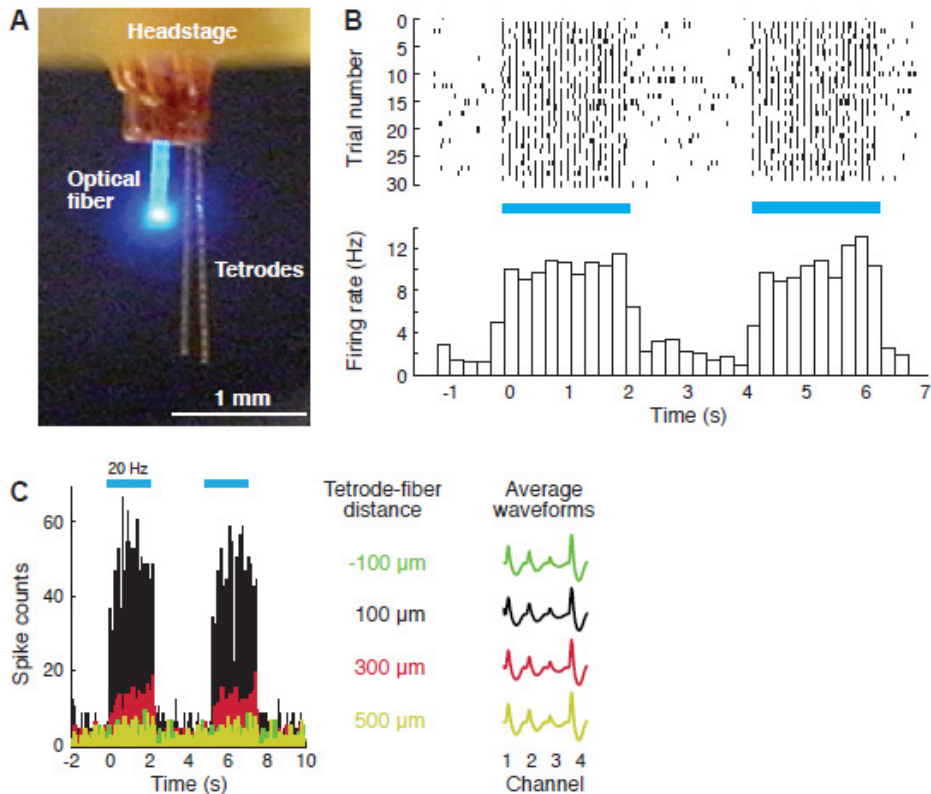 A
Headstage
Optical
fiber
Tetrodes
1 mm
B
Trial number
0
5
10
15
20
25
30
Firing rate (Hz)
12
8
4
0
-1 0 1 2 3 4 5 6 7
Time (s)
C
20 Hz
Spike counts
60
40
20
0
-2 0 2 4 6 8 10
Time (s)
Tetrode-fiber
distance
-100 µm
100 µm
300 µm
500 µm
Average
waveforms
1 2 3 4
Channel